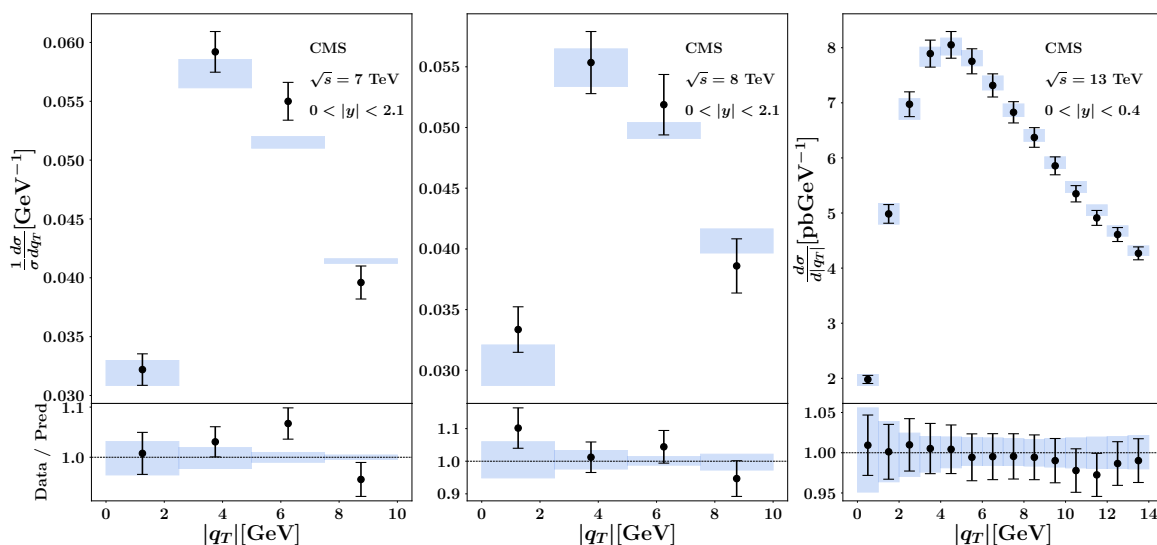 0.060
0.055
0.050
0.045
0.040
0.035
0.030
1/σ dσ/dq_T [GeV⁻¹]
CMS
√s = 7 TeV
0 < |y| < 2.1
1.1
1.0
Data / Pred
0 2 4 6 8 10
|q_T| [GeV]
0.055
0.050
0.045
0.040
0.035
0.030
CMS
√s = 8 TeV
0 < |y| < 2.1
1.1
1.0
0.9
0 2 4 6 8 10
|q_T| [GeV]
8
7
6
5
4
3
2
dσ/d|q_T| [pbGeV⁻¹]
CMS
√s = 13 TeV
0 < |y| < 0.4
1.05
1.00
0.95
0 2 4 6 8 10 12 14
|q_T| [GeV]